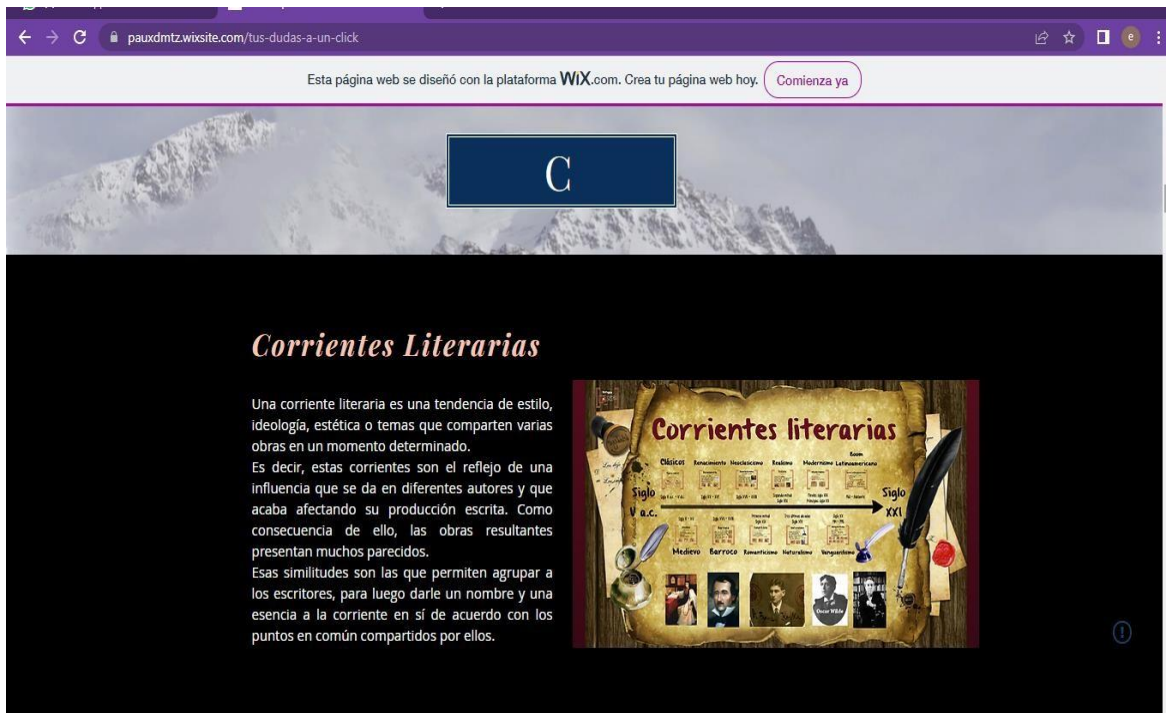 pauxdmtz.wixsite.com/tus-dudas-a-un-click
e
Esta página web se diseñó con la plataforma WiX.com. Crea tu página web hoy.
Comienza ya
C
Corrientes Literarias
Una corriente literaria es una tendencia de estilo,
ideología, estética o temas que comparten varias
obras en un momento determinado.
Es decir, estas corrientes son el reflejo de una
influencia que se da en diferentes autores y que
acaba afectando su producción escrita. Como
consecuencia de ello, las obras resultantes
presentan muchos parecidos.
Esas similitudes son las que permiten agrupar a
los escritores, para luego darle un nombre y una
esencia a la corriente en sí de acuerdo con los
puntos en común compartidos por ellos.
Corrientes literarias
Clásicos Renacimiento Neoclasicismo Realismo Modernismo Boom Latinoamericano
Siglo V a.c.
Siglo XXI
Medievo Barroco Romanticismo Naturalismo Vanguardismo
Oscar Wilde